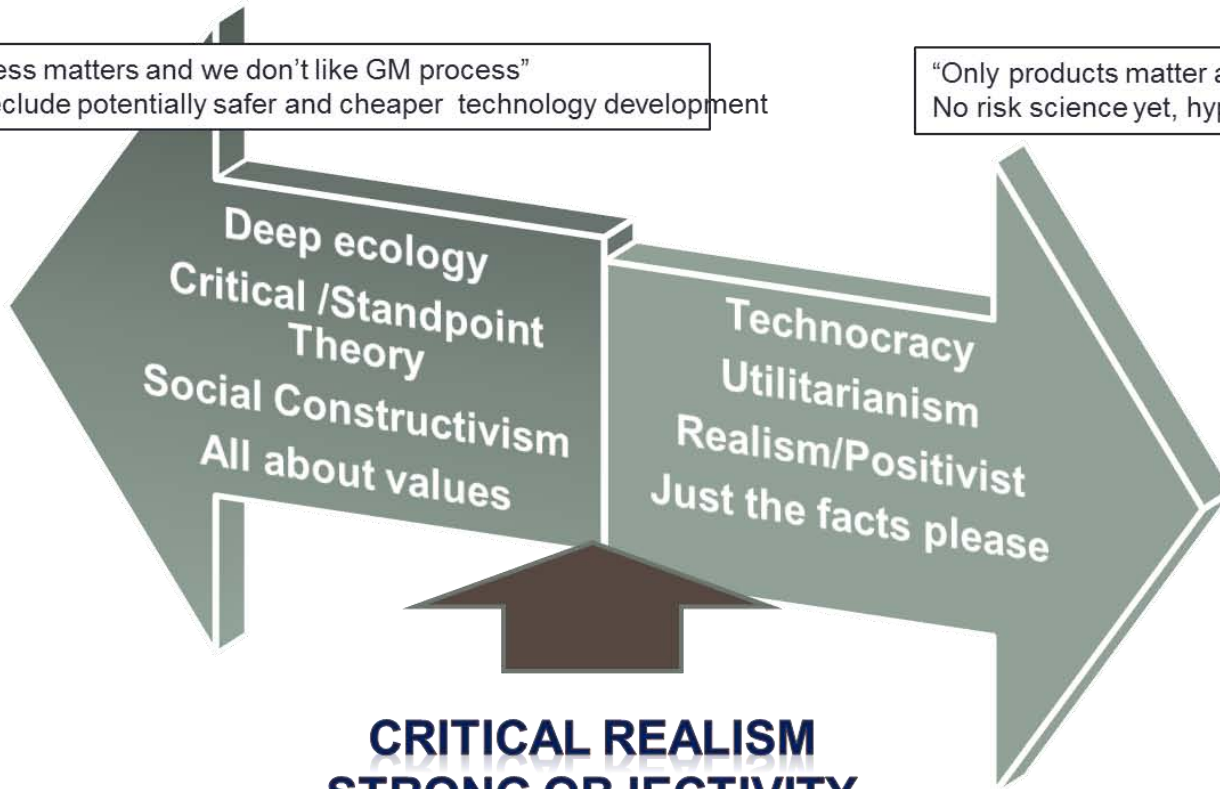 ess matters and we don't like GM process"
clude potentially safer and cheaper technology development
"Only products matter a
No risk science yet, hyp
Deep ecology
Critical /Standpoint
Theory
Social Constructivism
All about values
Technocracy
Utilitarianism
Realism/Positivist
Just the facts please
CRITICAL REALISM
STRONG OBJECTIVITY